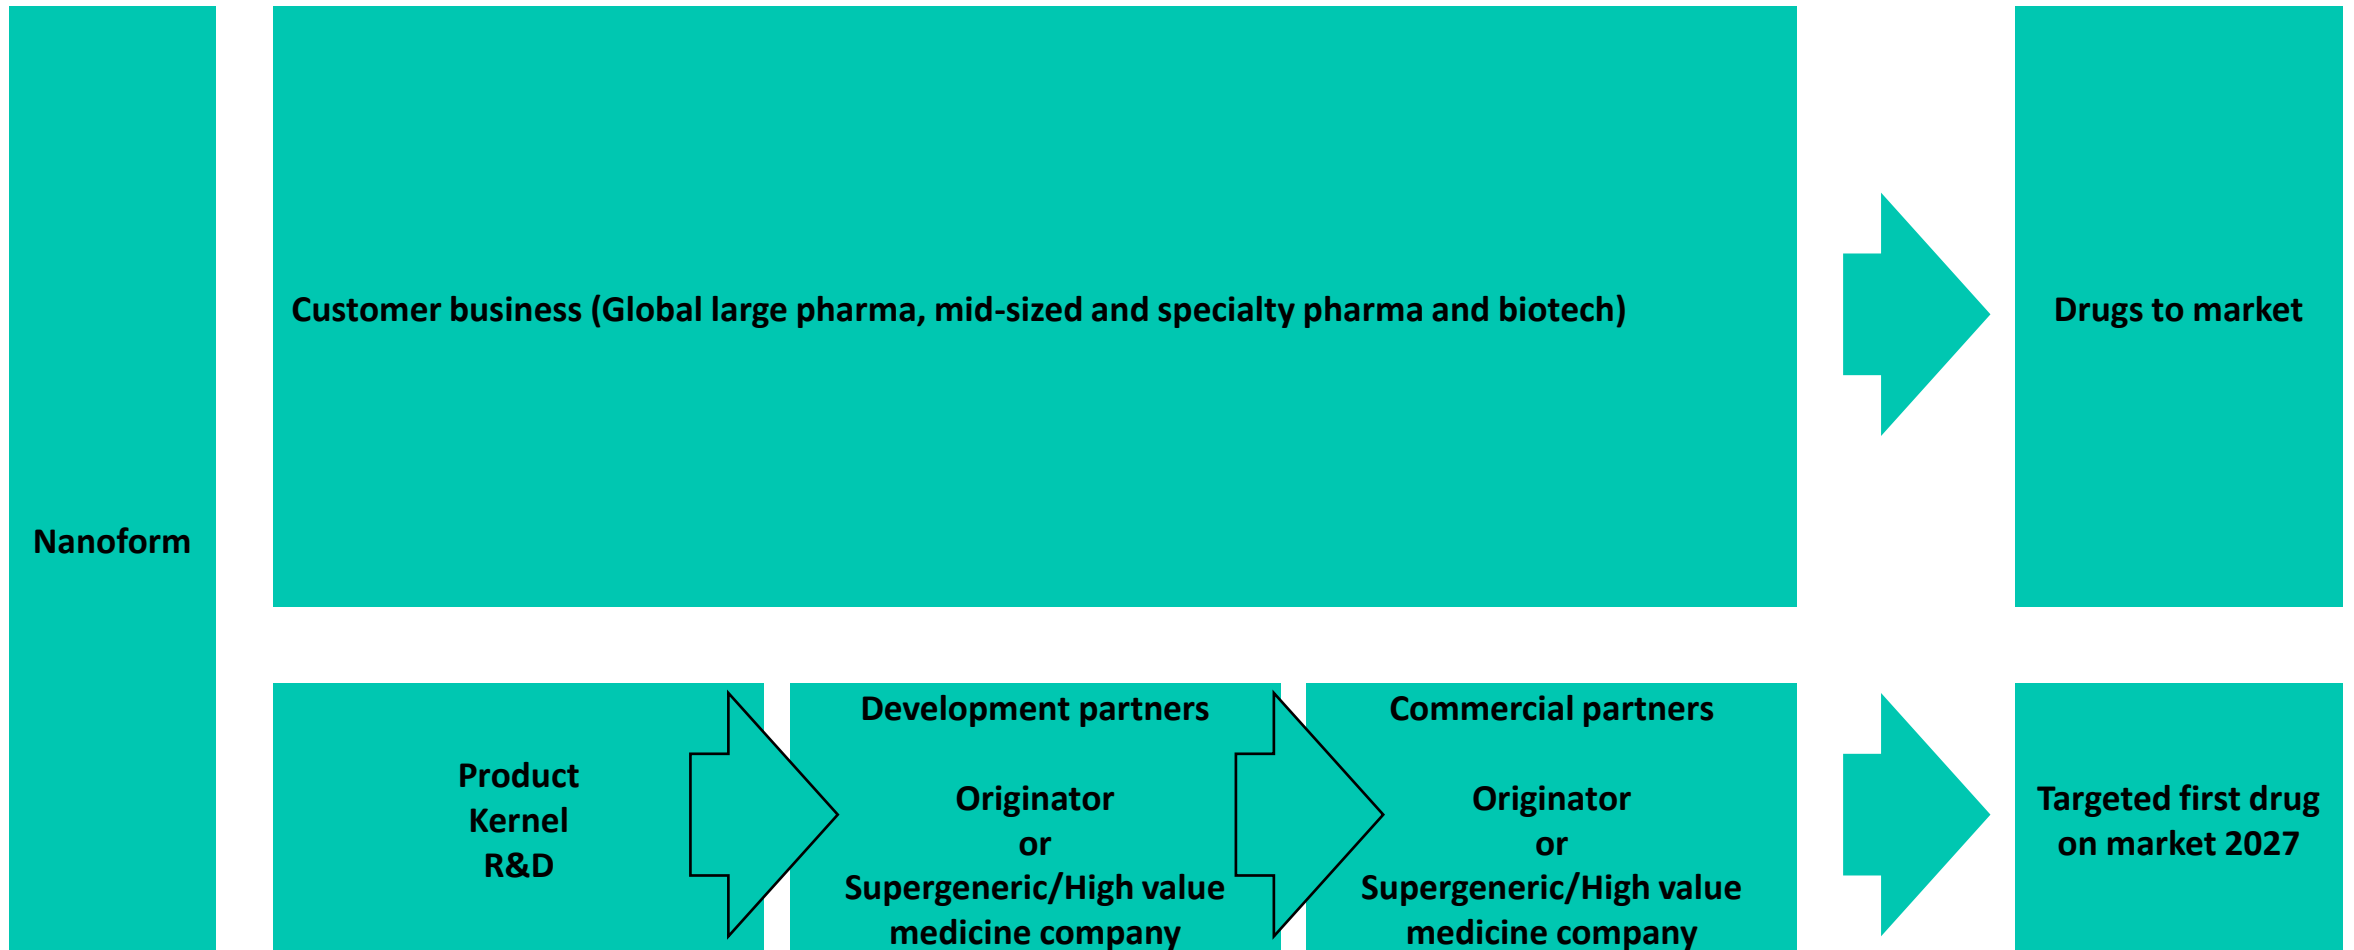 Nanoform
Customer business (Global large pharma, mid-sized and specialty pharma and biotech)
Drugs to market
Product
Kernel
R&D
Development partners
Originator
or
Supergeneric/High value
medicine company
Commercial partners
Originator
or
Supergeneric/High value
medicine company
Targeted first drug
on market 2027